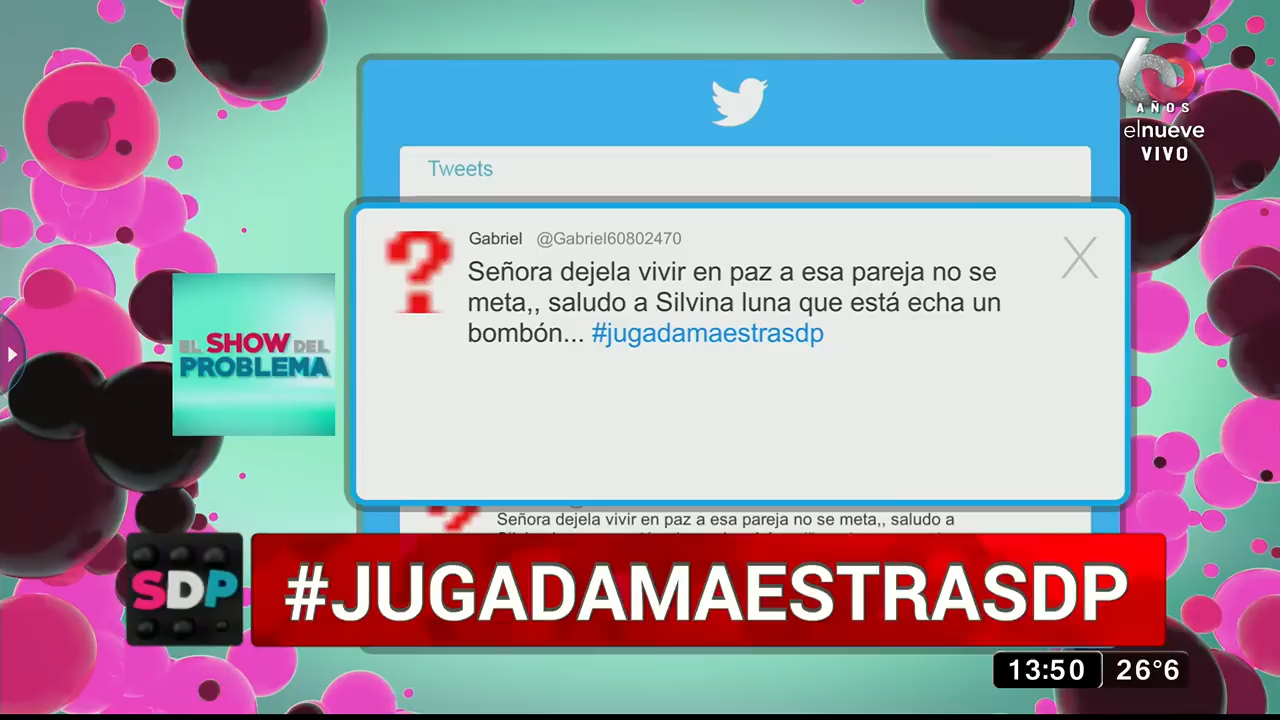 60
AÑOS
elnueve
VIVO
Tweets
Gabriel @Gabriel60802470
Señora dejela vivir en paz a esa pareja no se
meta,, saludo a Silvina luna que está echa un
bombón... #jugadamaestrasdp
EL SHOW DEL
PROBLEMA
Señora dejela vivir en paz a esa pareja no se meta,, saludo a
SDP
#JUGADAMAESTRASDP
13:50 26°6